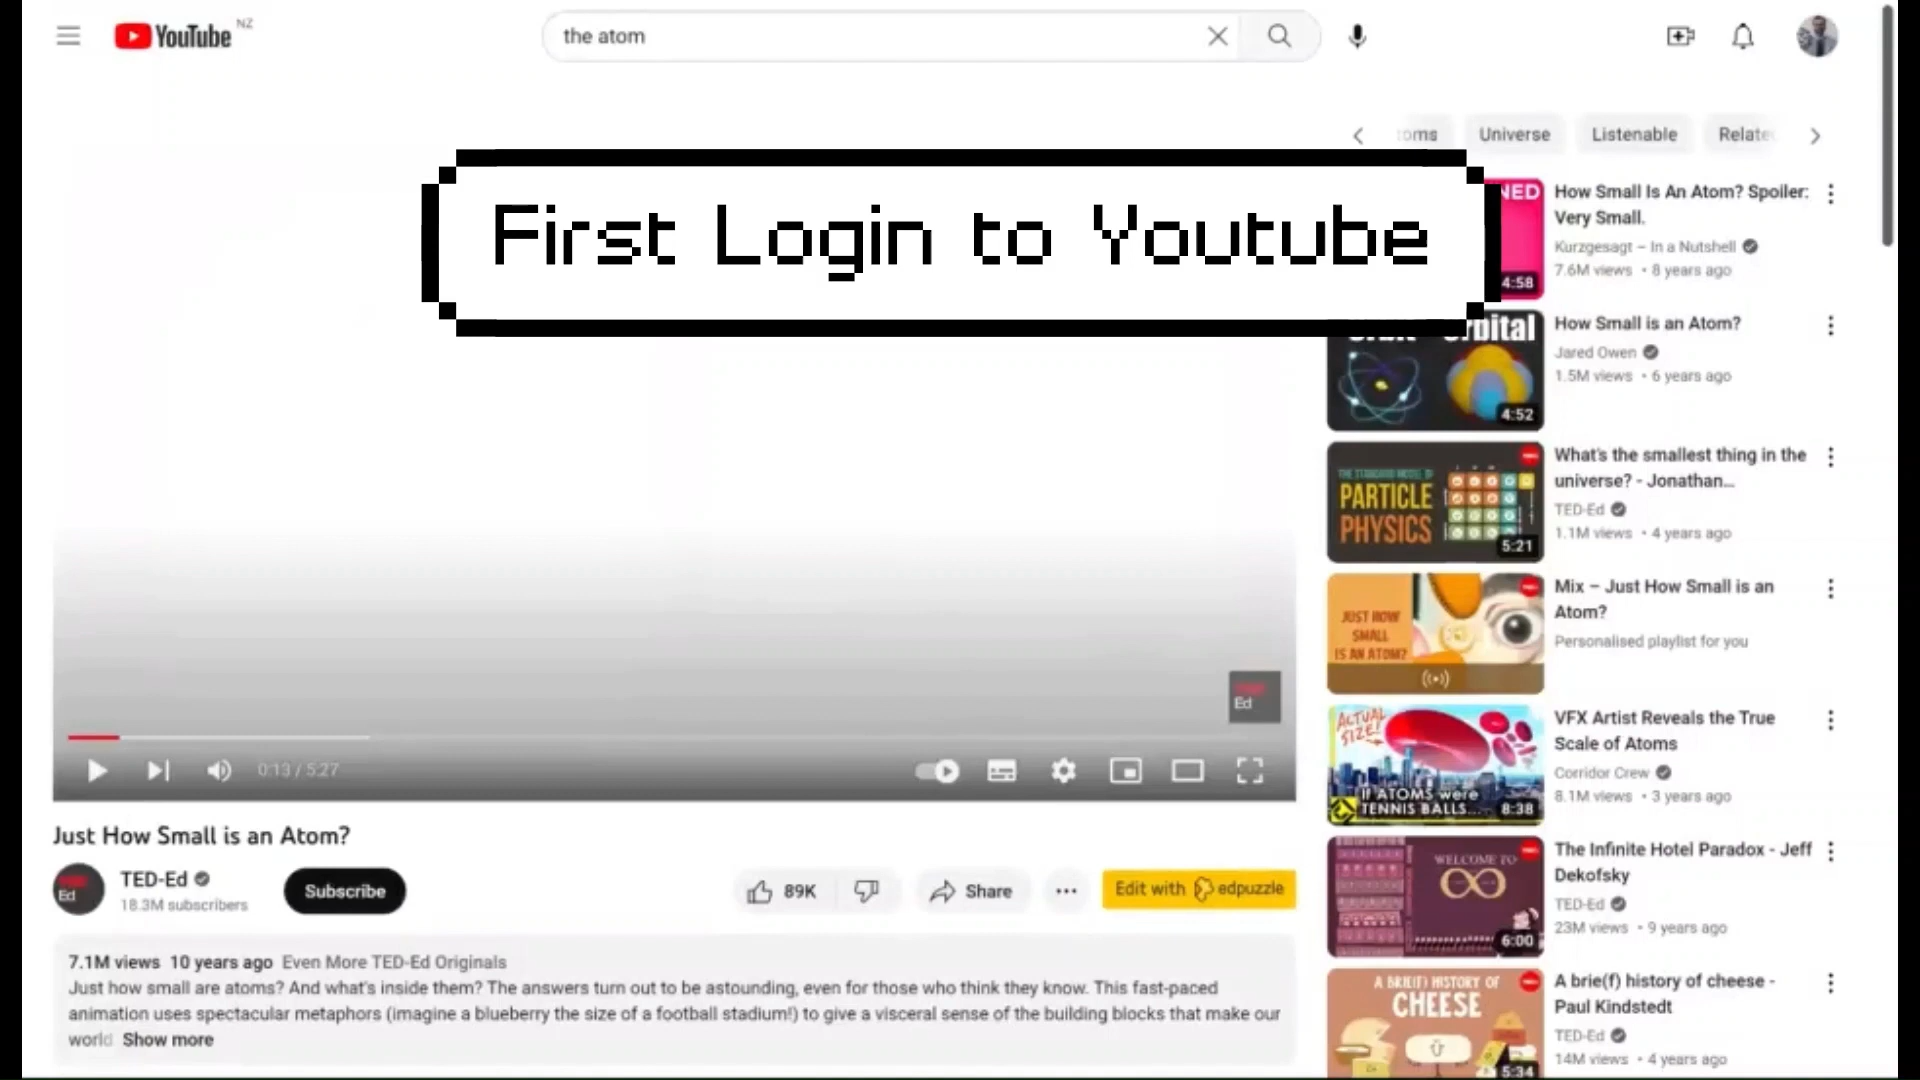 YouTube NZ
the atom
oms
Universe
Listenable
Relate
First Login to Youtube
NED
4:58
How Small Is An Atom? Spoiler:
Very Small.
Kurzgesagt – In a Nutshell
7.6M views • 8 years ago
Orbital
4:52
How Small is an Atom?
Jared Owen
1.5M views • 6 years ago
THE STANDARD MODEL OF
PARTICLE
PHYSICS
5:21
What's the smallest thing in the
universe? - Jonathan...
TED-Ed
1.1M views • 4 years ago
JUST HOW
SMALL
IS AN ATOM?
Mix – Just How Small is an
Atom?
Personalised playlist for you
ACTUAL
SIZE!
IF ATOMS were
TENNIS BALLS...
8:38
VFX Artist Reveals the True
Scale of Atoms
Corridor Crew
8.1M views • 3 years ago
WELCOME TO
6:00
The Infinite Hotel Paradox - Jeff
Dekofsky
TED-Ed
23M views • 9 years ago
A BRIE(F) HISTORY OF
CHEESE
5:34
A brie(f) history of cheese -
Paul Kindstedt
TED-Ed
14M views • 4 years ago
Ed
0:13 / 5:27
Just How Small is an Atom?
Ed
TED-Ed
18.3M subscribers
Subscribe
89K
Share
Edit with edpuzzle
7.1M views 10 years ago Even More TED-Ed Originals
Just how small are atoms? And what's inside them? The answers turn out to be astounding, even for those who think they know. This fast-paced
animation uses spectacular metaphors (imagine a blueberry the size of a football stadium!) to give a visceral sense of the building blocks that make our
world Show more